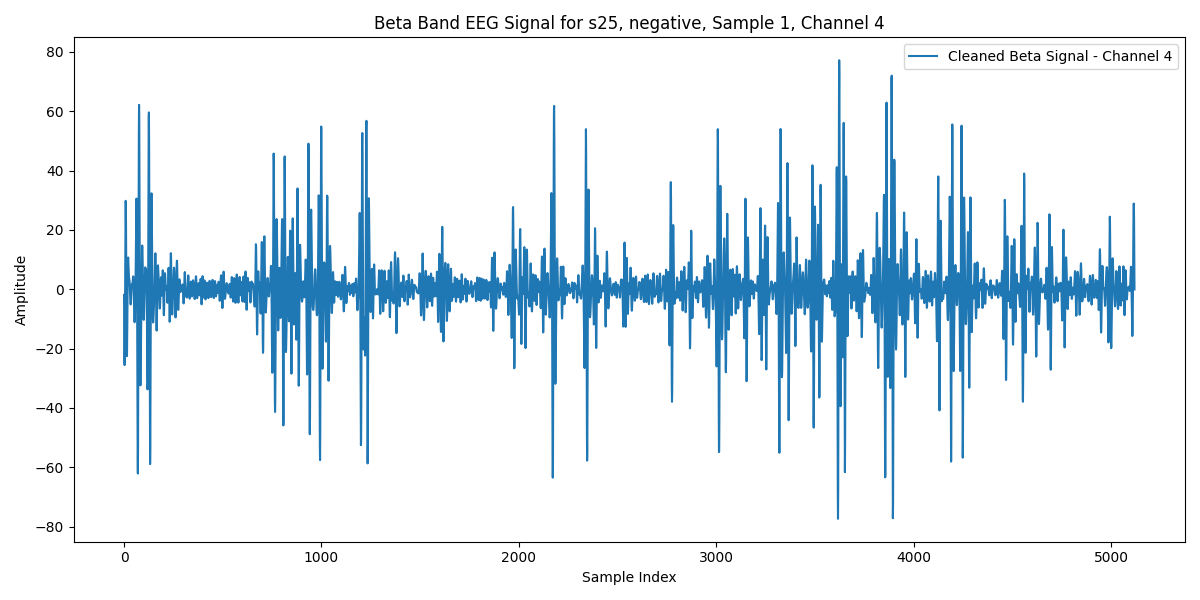 Beta Band EEG Signal for s25, negative, Sample 1, Channel 4
Cleaned Beta Signal - Channel 4
80
60
40
20
0
−20
−40
−60
−80
Amplitude
0 1000 2000 3000 4000 5000
Sample Index